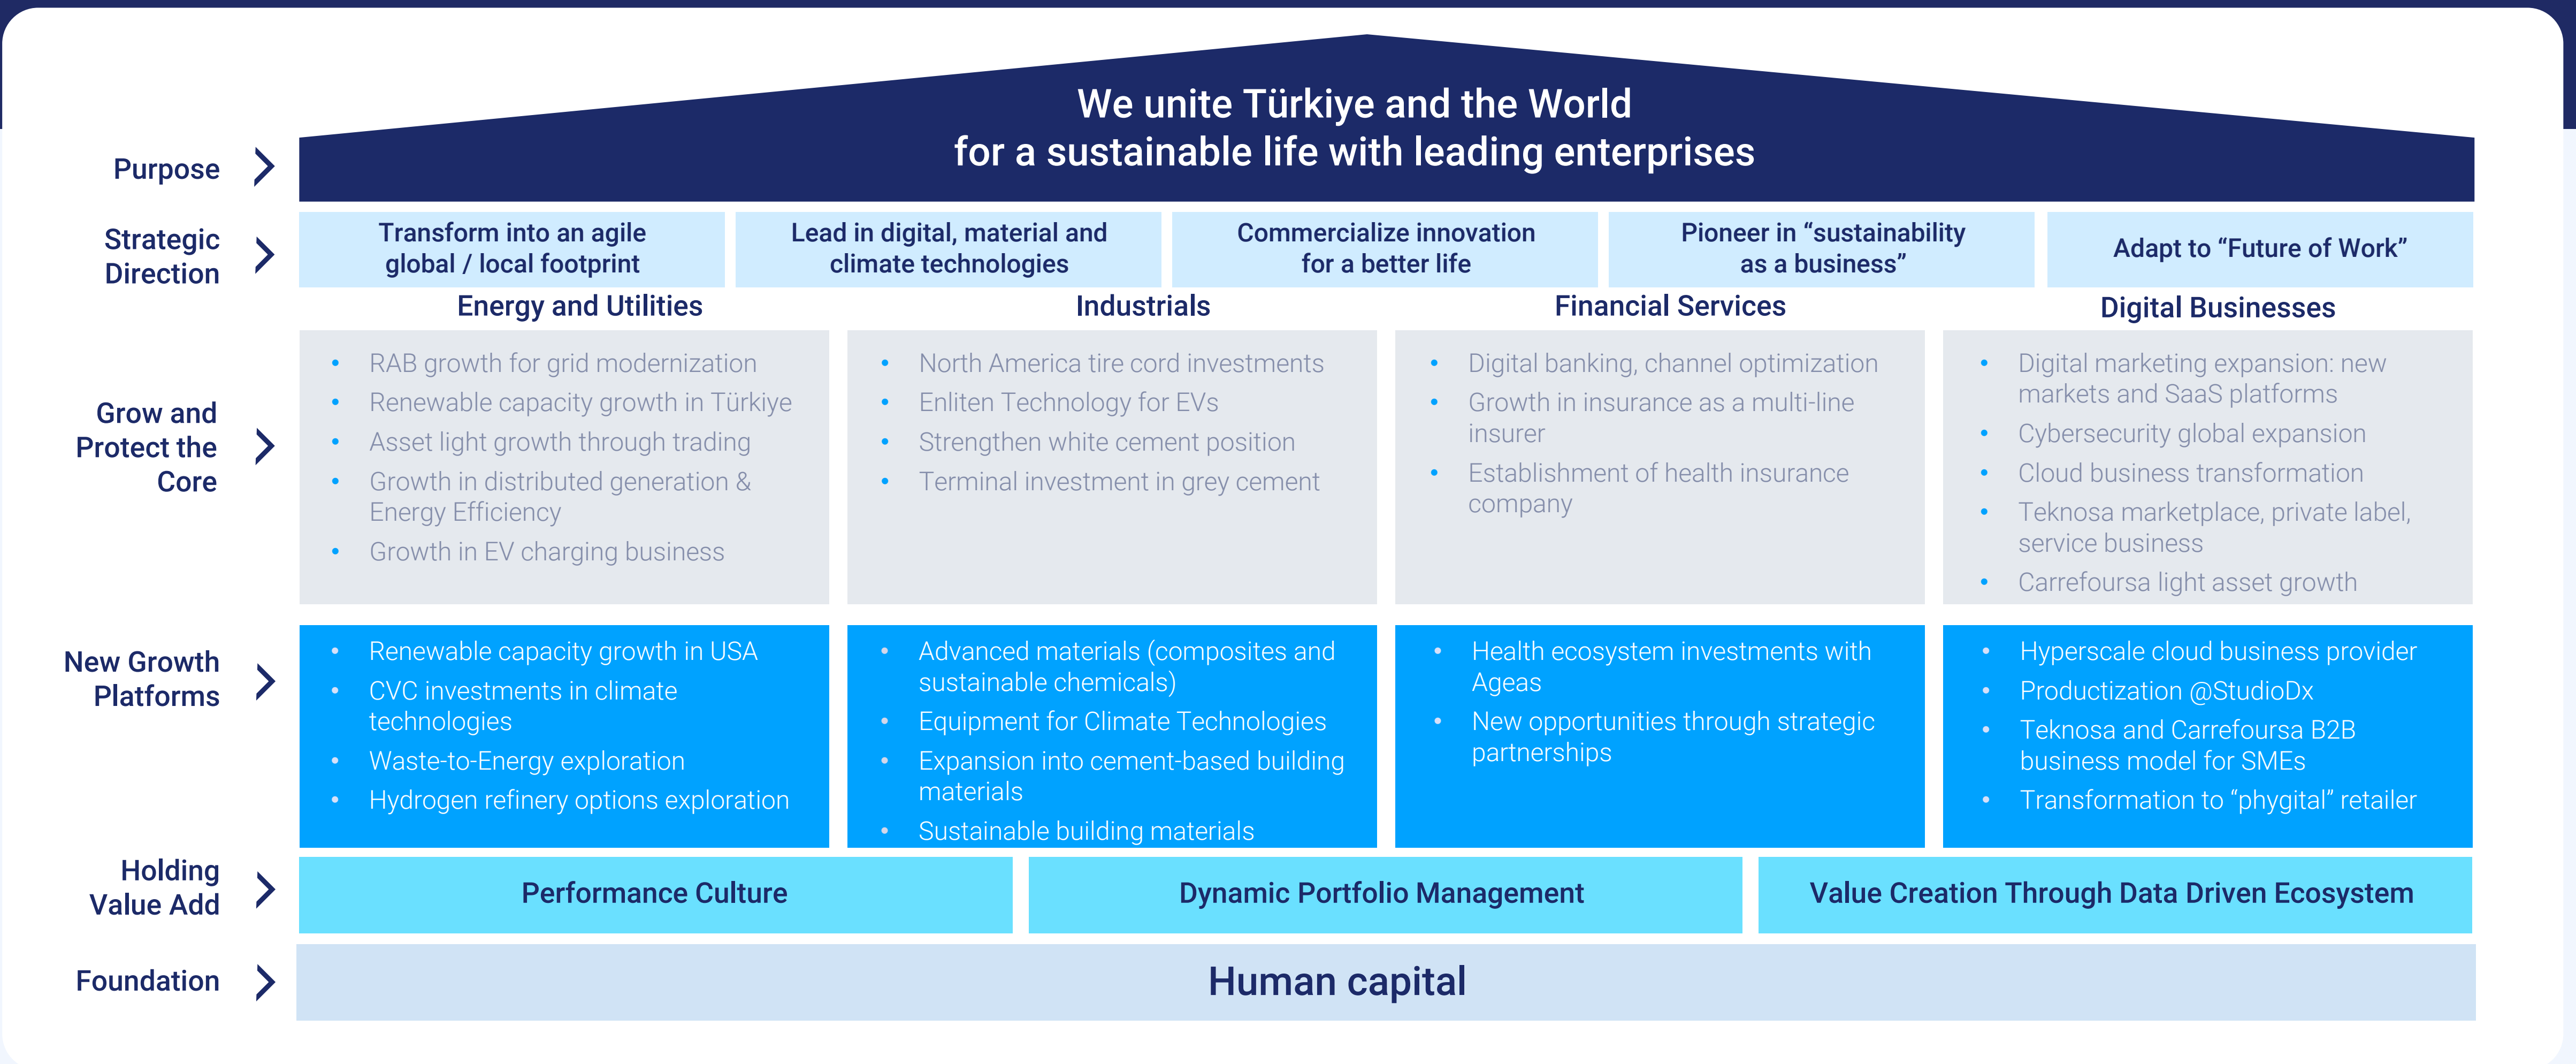 We unite Türkiye and the World
for a sustainable life with leading enterprises
Purpose
Strategic
Direction
Transform into an agile
global / local footprint
Lead in digital, material and
climate technologies
Commercialize innovation
for a better life
Pioneer in “sustainability
as a business”
Adapt to “Future of Work”
Energy and Utilities
Industrials
Financial Services
Digital Businesses
Grow and
Protect the
Core
• RAB growth for grid modernization
• Renewable capacity growth in Türkiye
• Asset light growth through trading
• Growth in distributed generation &
Energy Efficiency
• Growth in EV charging business
• North America tire cord investments
• Enliten Technology for EVs
• Strengthen white cement position
• Terminal investment in grey cement
• Digital banking, channel optimization
• Growth in insurance as a multi-line
insurer
• Establishment of health insurance
company
• Digital marketing expansion: new
markets and SaaS platforms
• Cybersecurity global expansion
• Cloud business transformation
• Teknosa marketplace, private label,
service business
• Carrefoursa light asset growth
New Growth
Platforms
• Renewable capacity growth in USA
• CVC investments in climate
technologies
• Waste-to-Energy exploration
• Hydrogen refinery options exploration
• Advanced materials (composites and
sustainable chemicals)
• Equipment for Climate Technologies
• Expansion into cement-based building
materials
• Sustainable building materials
• Health ecosystem investments with
Ageas
• New opportunities through strategic
partnerships
• Hyperscale cloud business provider
• Productization @StudioDx
• Teknosa and Carrefoursa B2B
business model for SMEs
• Transformation to “phygital” retailer
Holding
Value Add
Performance Culture
Dynamic Portfolio Management
Value Creation Through Data Driven Ecosystem
Foundation
Human capital